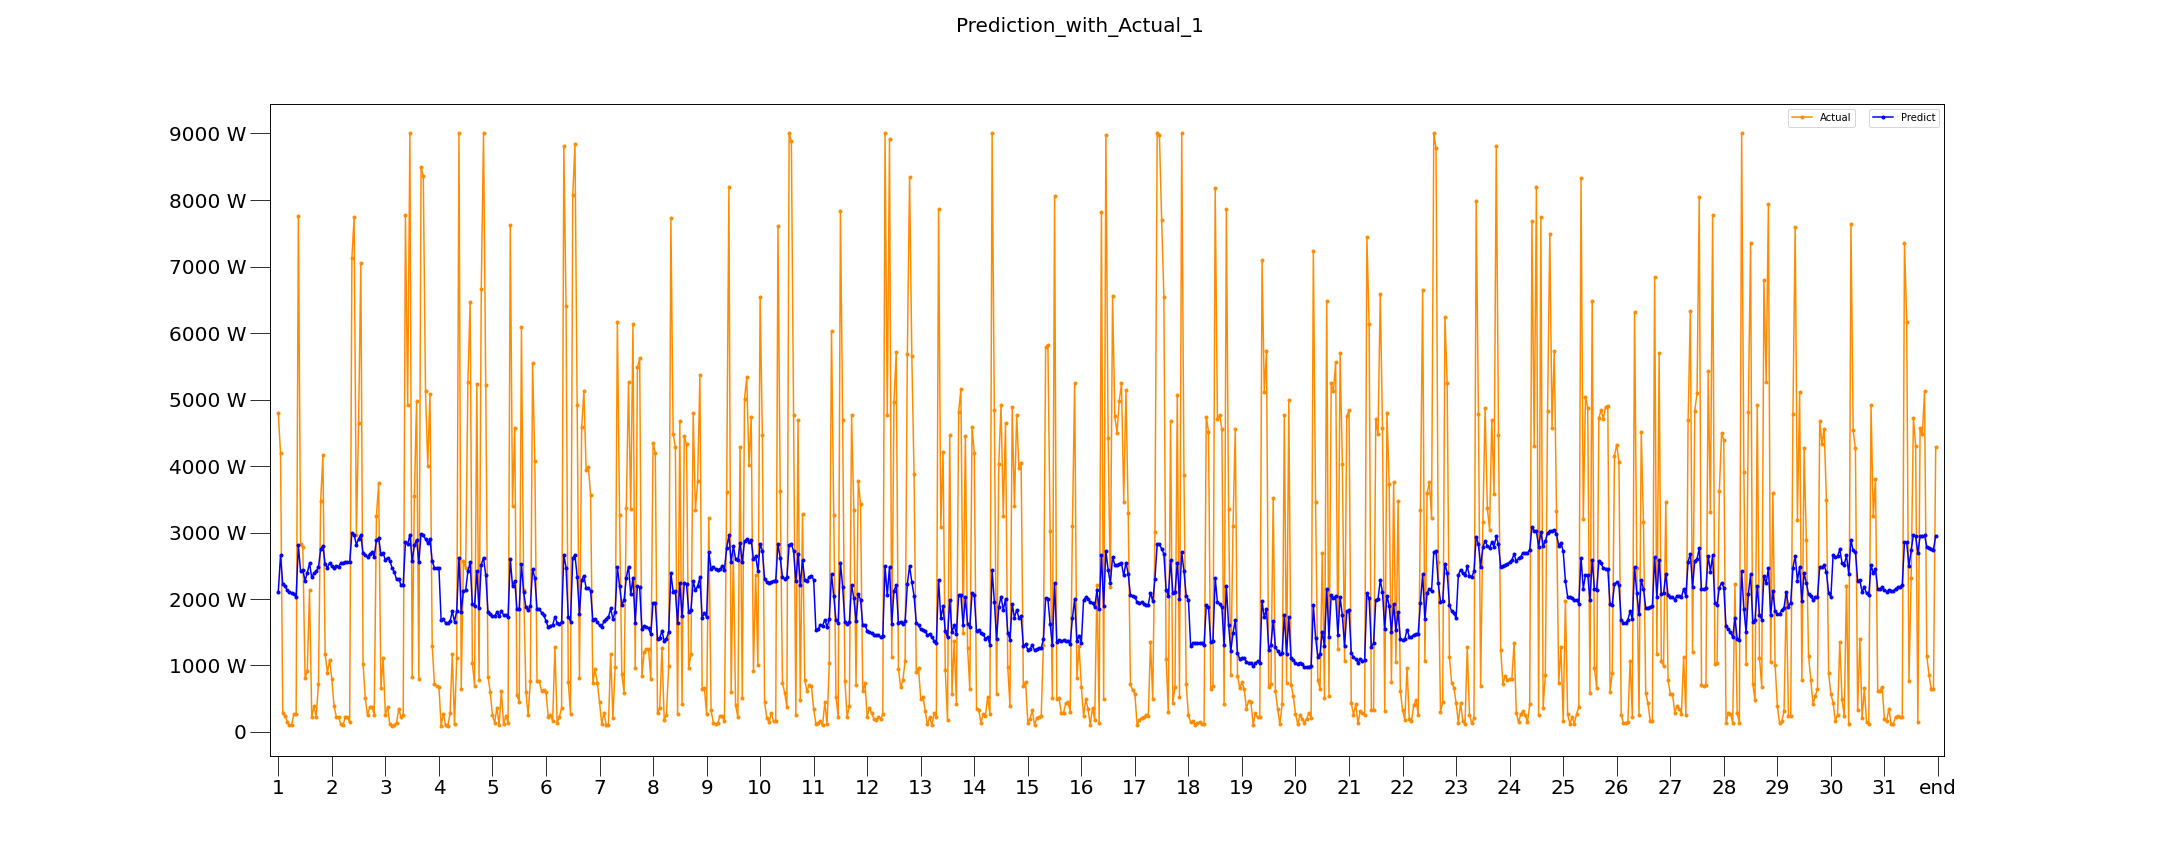 Prediction_with_Actual_1
Actual Predict
9000 W
8000 W
7000 W
6000 W
5000 W
4000 W
3000 W
2000 W
1000 W
0
1 2 3 4 5 6 7 8 9 10 11 12 13 14 15 16 17 18 19 20 21 22 23 24 25 26 27 28 29 30 31 end